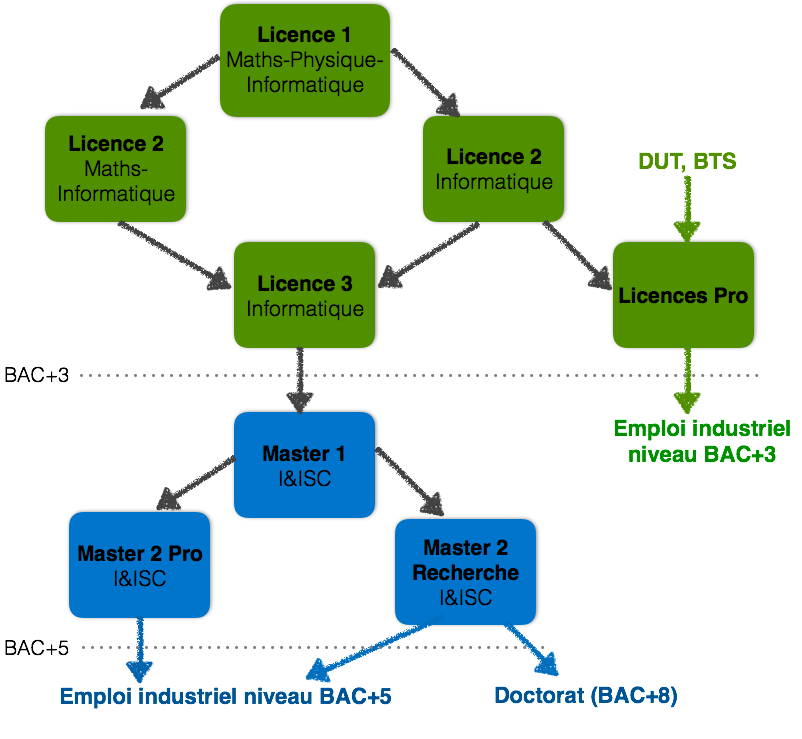 Licence 1
Maths-Physique-
Informatique
Licence 2
Maths-
Informatique
Licence 2
Informatique
DUT, BTS
Licence 3
Informatique
Licences Pro
BAC+3
Emploi industriel
niveau BAC+3
Master 1
I&ISC
Master 2 Pro
I&ISC
Master 2
Recherche
I&ISC
BAC+5
Emploi industriel niveau BAC+5
Doctorat (BAC+8)